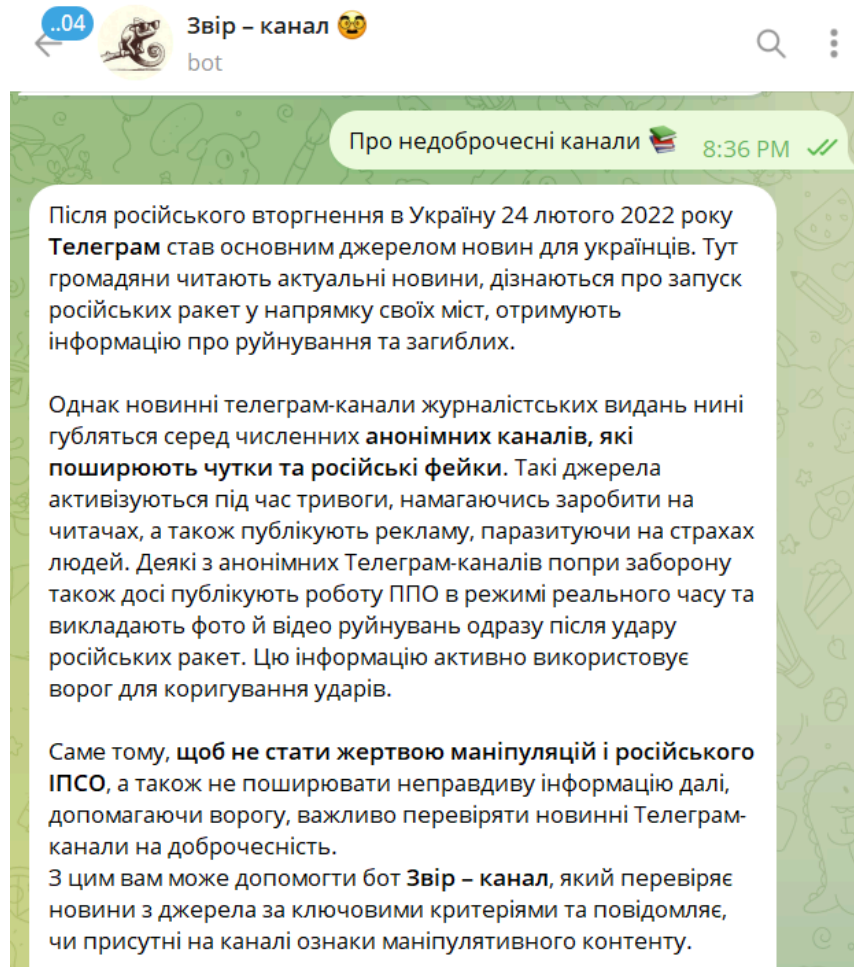 ..04
Звір – канал 🥸
bot
Про недоброчесні канали 📚 8:36 PM
Після російського вторгнення в Україну 24 лютого 2022 року
Телеграм став основним джерелом новин для українців. Тут
громадяни читають актуальні новини, дізнаються про запуск
російських ракет у напрямку своїх міст, отримують
інформацію про руйнування та загиблих.
Однак новинні телеграм-канали журналістських видань нині
губляться серед численних анонімних каналів, які
поширюють чутки та російські фейки. Такі джерела
активізуються під час тривоги, намагаючись заробити на
читачах, а також публікують рекламу, паразитуючи на страхах
людей. Деякі з анонімних Телеграм-каналів попри заборону
також досі публікують роботу ППО в режимі реального часу та
викладають фото й відео руйнувань одразу після удару
російських ракет. Цю інформацію активно використовує
ворог для коригування ударів.
Саме тому, щоб не стати жертвою маніпуляцій і російського
ІПСО, а також не поширювати неправдиву інформацію далі,
допомагаючи ворогу, важливо перевіряти новинні Телеграм-
канали на доброчесність.
З цим вам може допомогти бот Звір – канал, який перевіряє
новини з джерела за ключовими критеріями та повідомляє,
чи присутні на каналі ознаки маніпулятивного контенту.